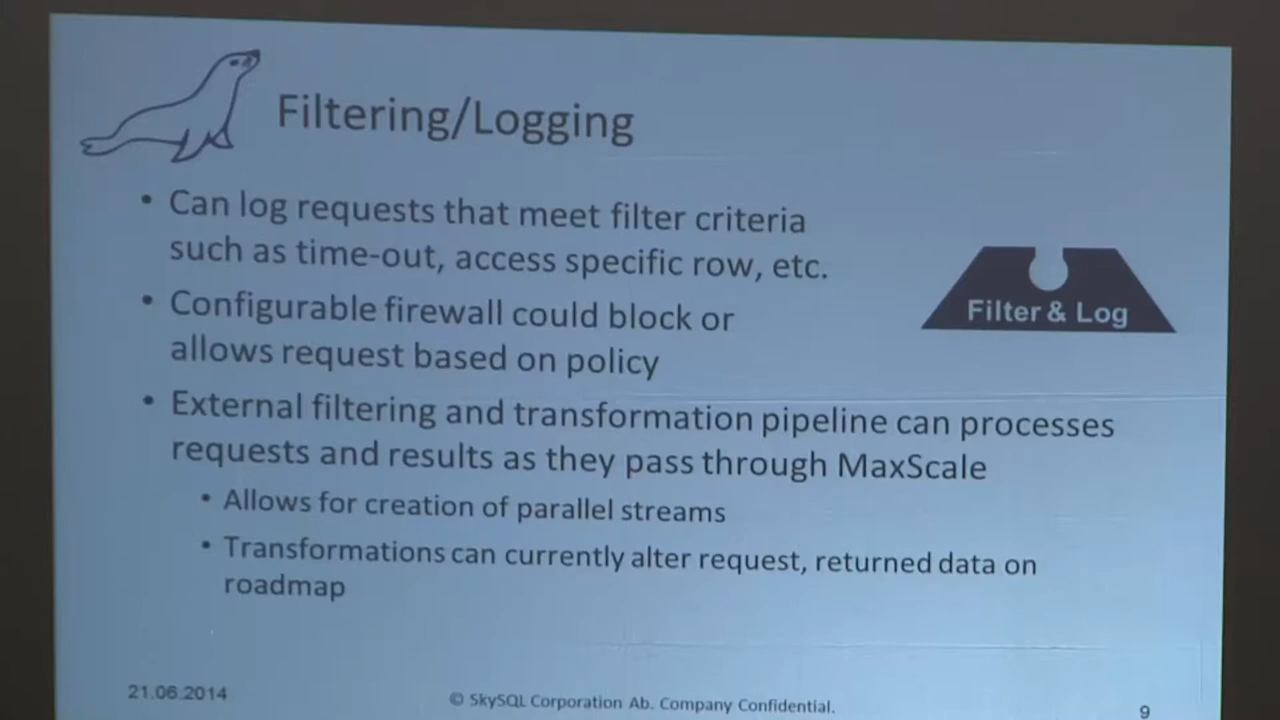 Filtering/Logging
• Can log requests that meet filter criteria
such as time-out, access specific row, etc.
• Configurable firewall could block or
allows request based on policy
Filter & Log
• External filtering and transformation pipeline can processes
requests and results as they pass through MaxScale
• Allows for creation of parallel streams
• Transformations can currently alter request, returned data on
roadmap
21.06.2014
© SkySQL Corporation Ab. Company Confidential.
9